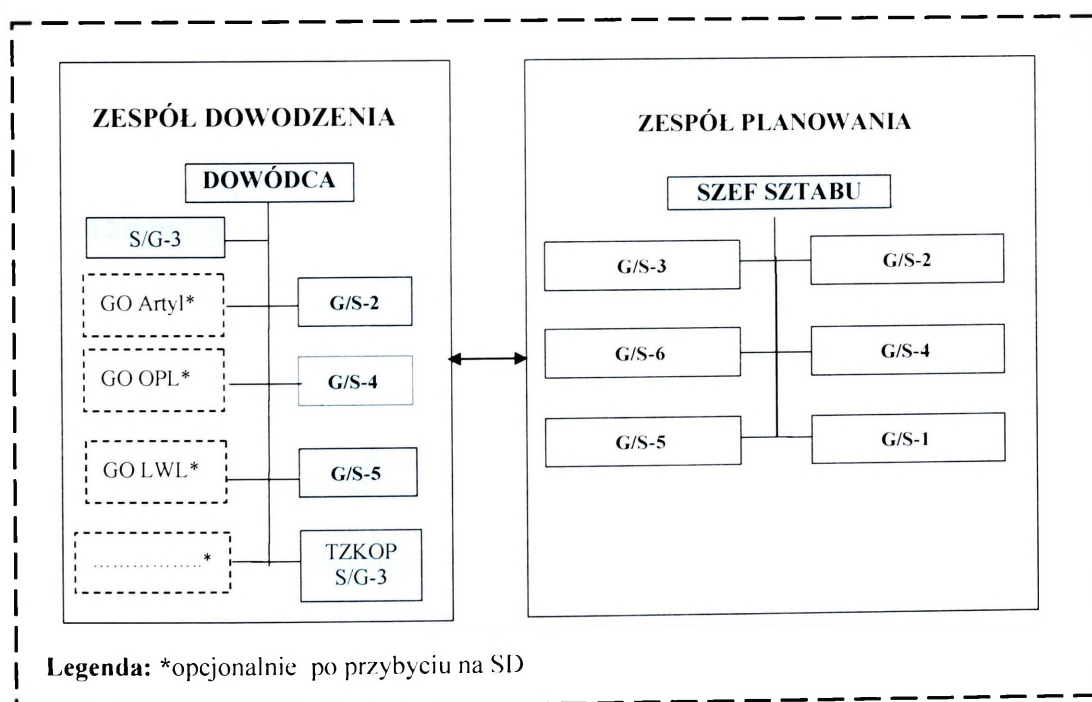 ZESPÓŁ DOWODZENIA
DOWÓDCA
S/G-3
GO Artyl*
G/S-2
GO OPL*
G/S-4
GO LWL*
G/S-5
………………..*
TZKOP
S/G-3
ZESPÓŁ PLANOWANIA
SZEF SZTABU
G/S-3
G/S-2
G/S-6
G/S-4
G/S-5
G/S-1
Legenda: *opcjonalnie po przybyciu na SD